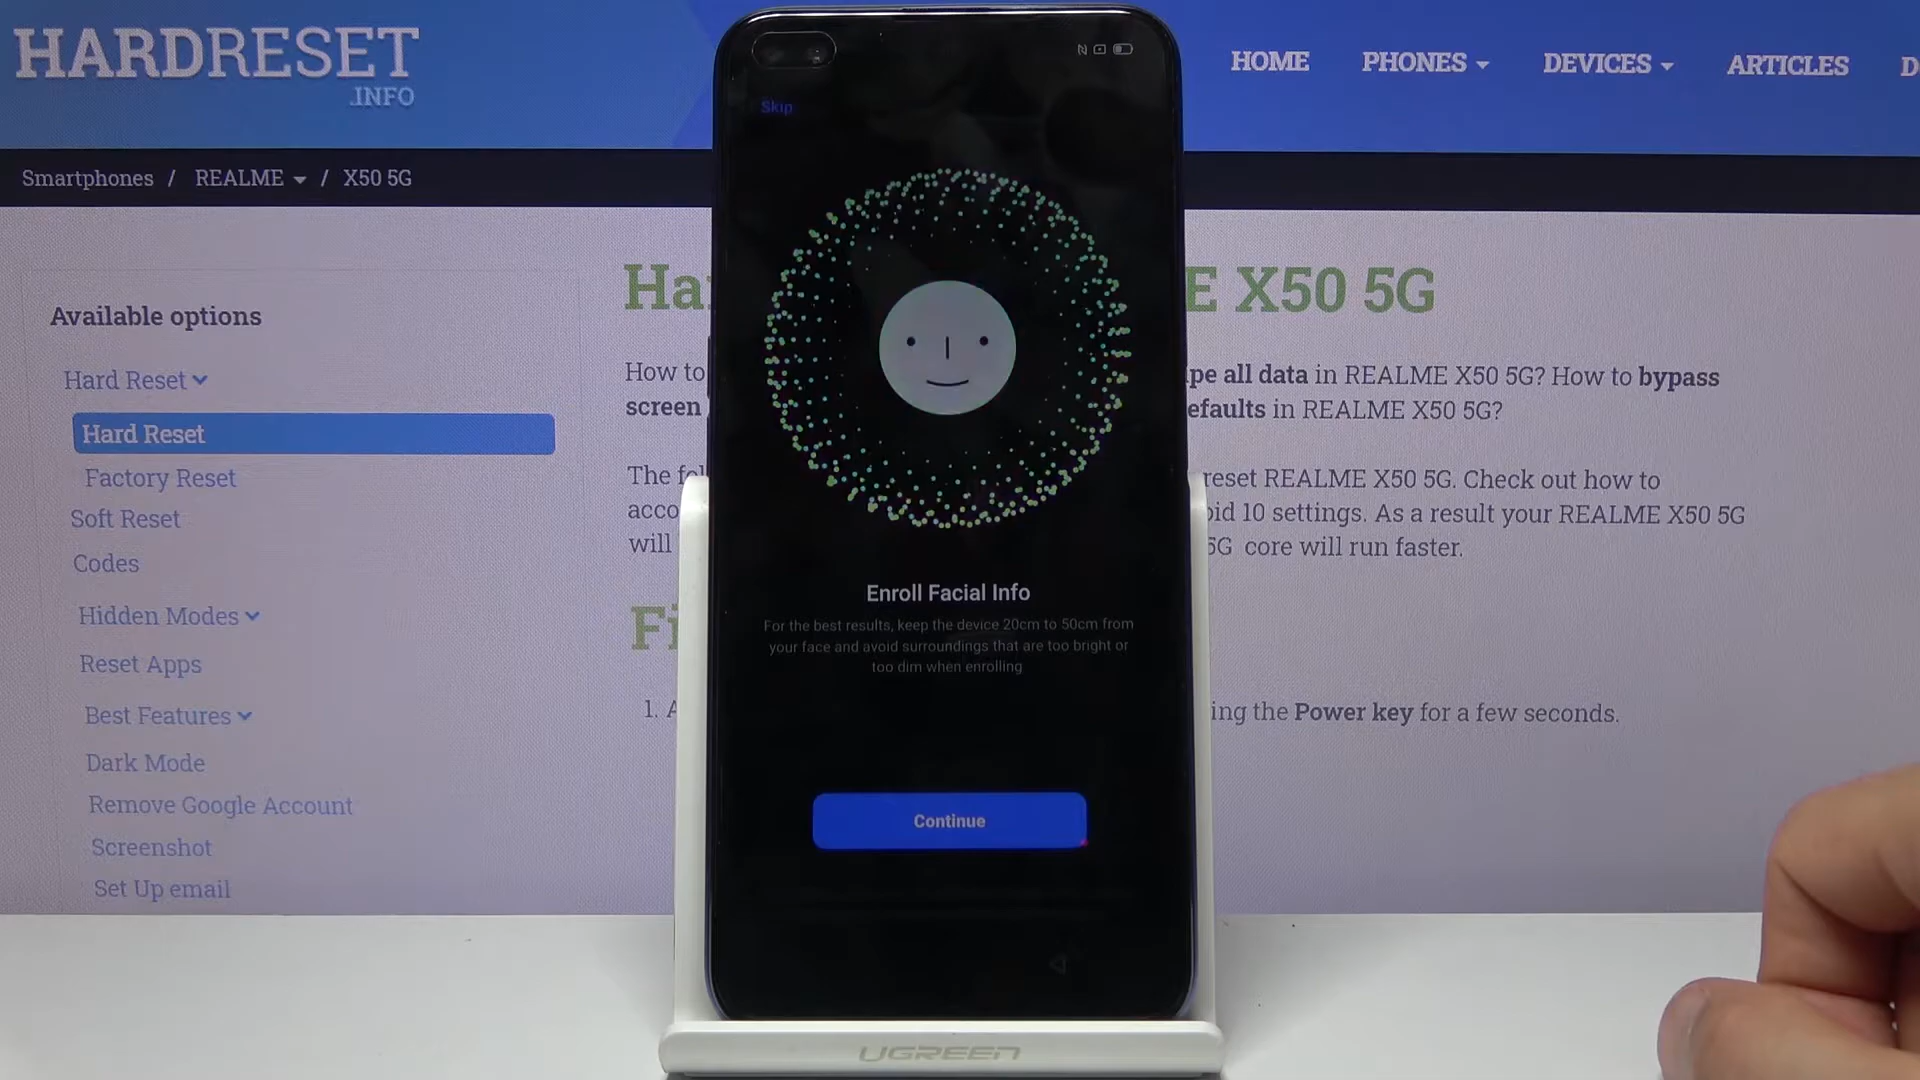 HARDRESET
.INFO
HOME PHONES DEVICES ARTICLES D
Smartphones / REALME / X50 5G
Available options
Hard Reset
Hard Reset
Factory Reset
Soft Reset
Codes
Hidden Modes
Reset Apps
Best Features
Dark Mode
Remove Google Account
Screenshot
Set Up email
Ha E X50 5G
How to pe all data in REALME X50 5G? How to bypass
screen efaults in REALME X50 5G?
The fol reset REALME X50 5G. Check out how to
acco oid 10 settings. As a result your REALME X50 5G
will 5G core will run faster.
Fi
1. A ing the Power key for a few seconds.
Skip
Enroll Facial Info
For the best results, keep the device 20cm to 50cm from
your face and avoid surroundings that are too bright or
too dim when enrolling
Continue
UGREEN